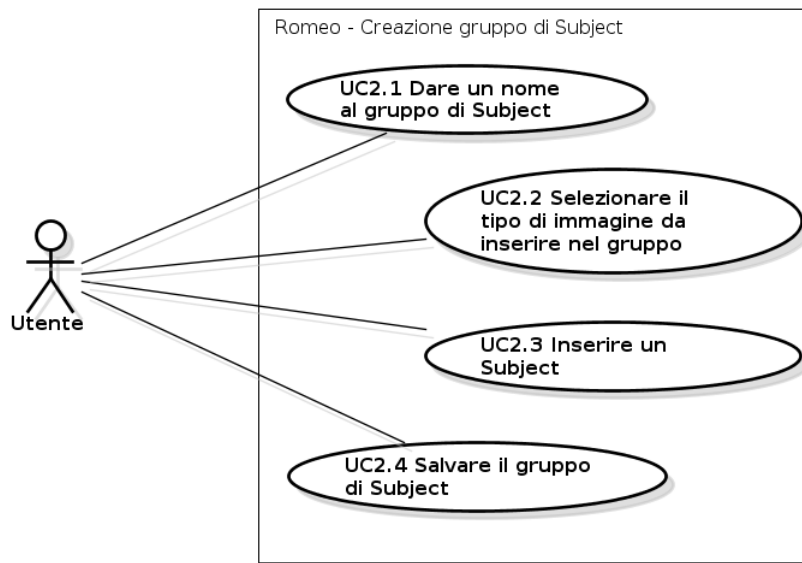 Romeo - Creazione gruppo di Subject
UC2.1 Dare un nome
al gruppo di Subject
UC2.2 Selezionare il
tipo di immagine da
inserire nel gruppo
Utente
UC2.3 Inserire un
Subject
UC2.4 Salvare il gruppo
di Subject